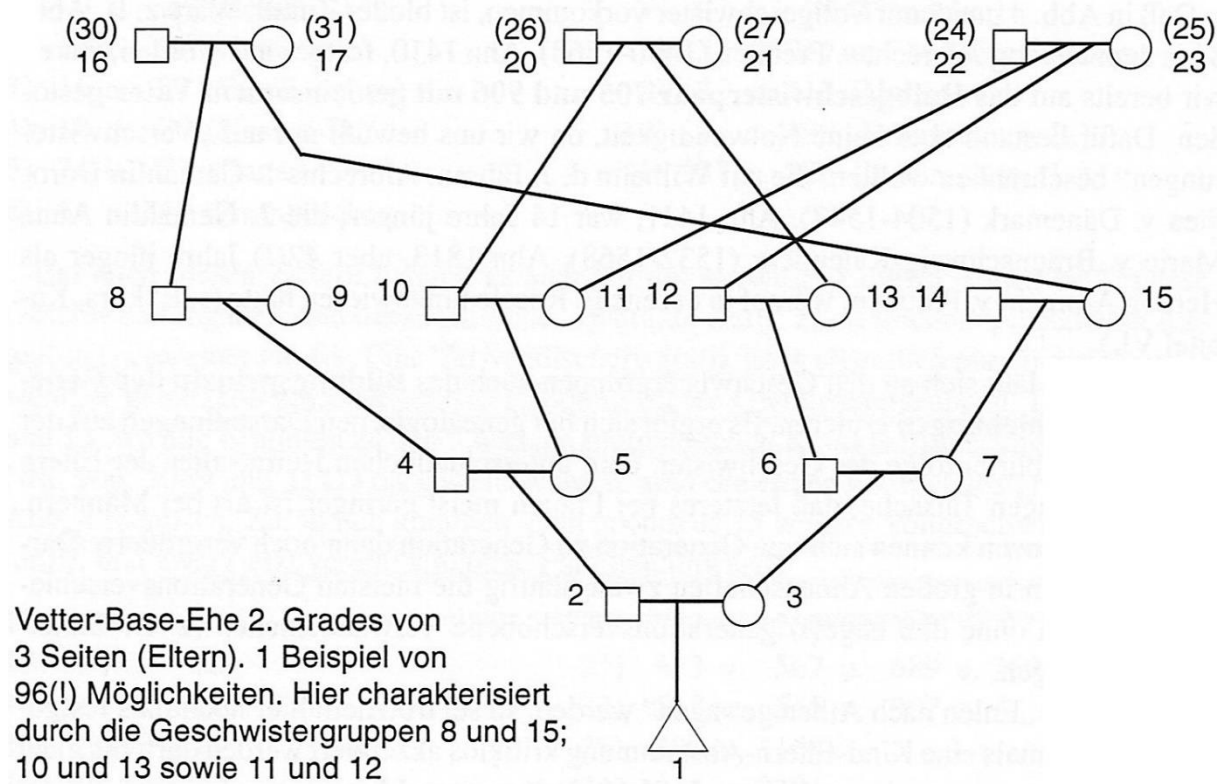 (30) (31) (26) (27) (24) (25)
16 17 20 21 22 23
8 9 10 11 12 13 14 15
4 5 6 7
2 3
Vetter-Base-Ehe 2. Grades von
3 Seiten (Eltern). 1 Beispiel von
96(!) Möglichkeiten. Hier charakterisiert
durch die Geschwistergruppen 8 und 15;
10 und 13 sowie 11 und 12
1